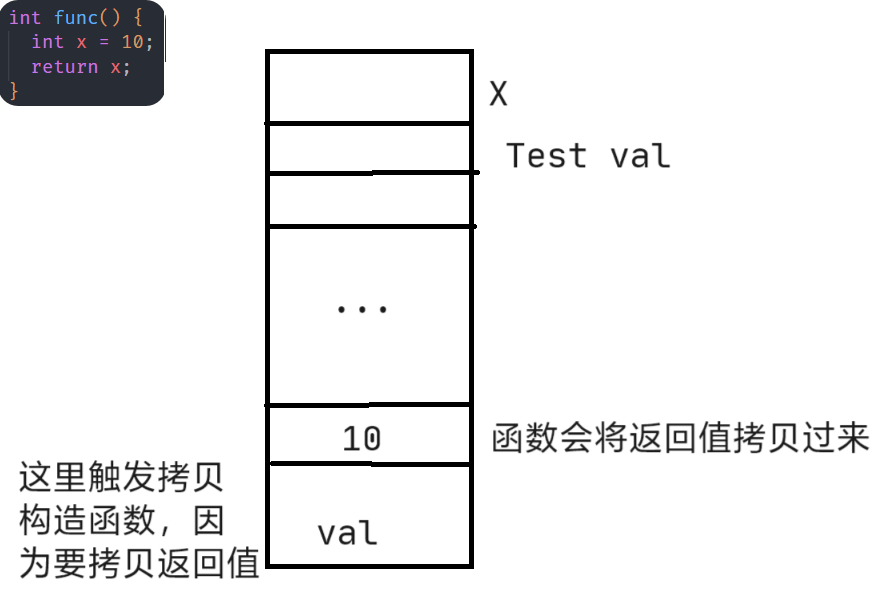 int func() {
int x = 10;
return x;
}
X
Test val
...
10
函数会将返回值拷贝过来
这里触发拷贝
构造函数，因
为要拷贝返回值
val